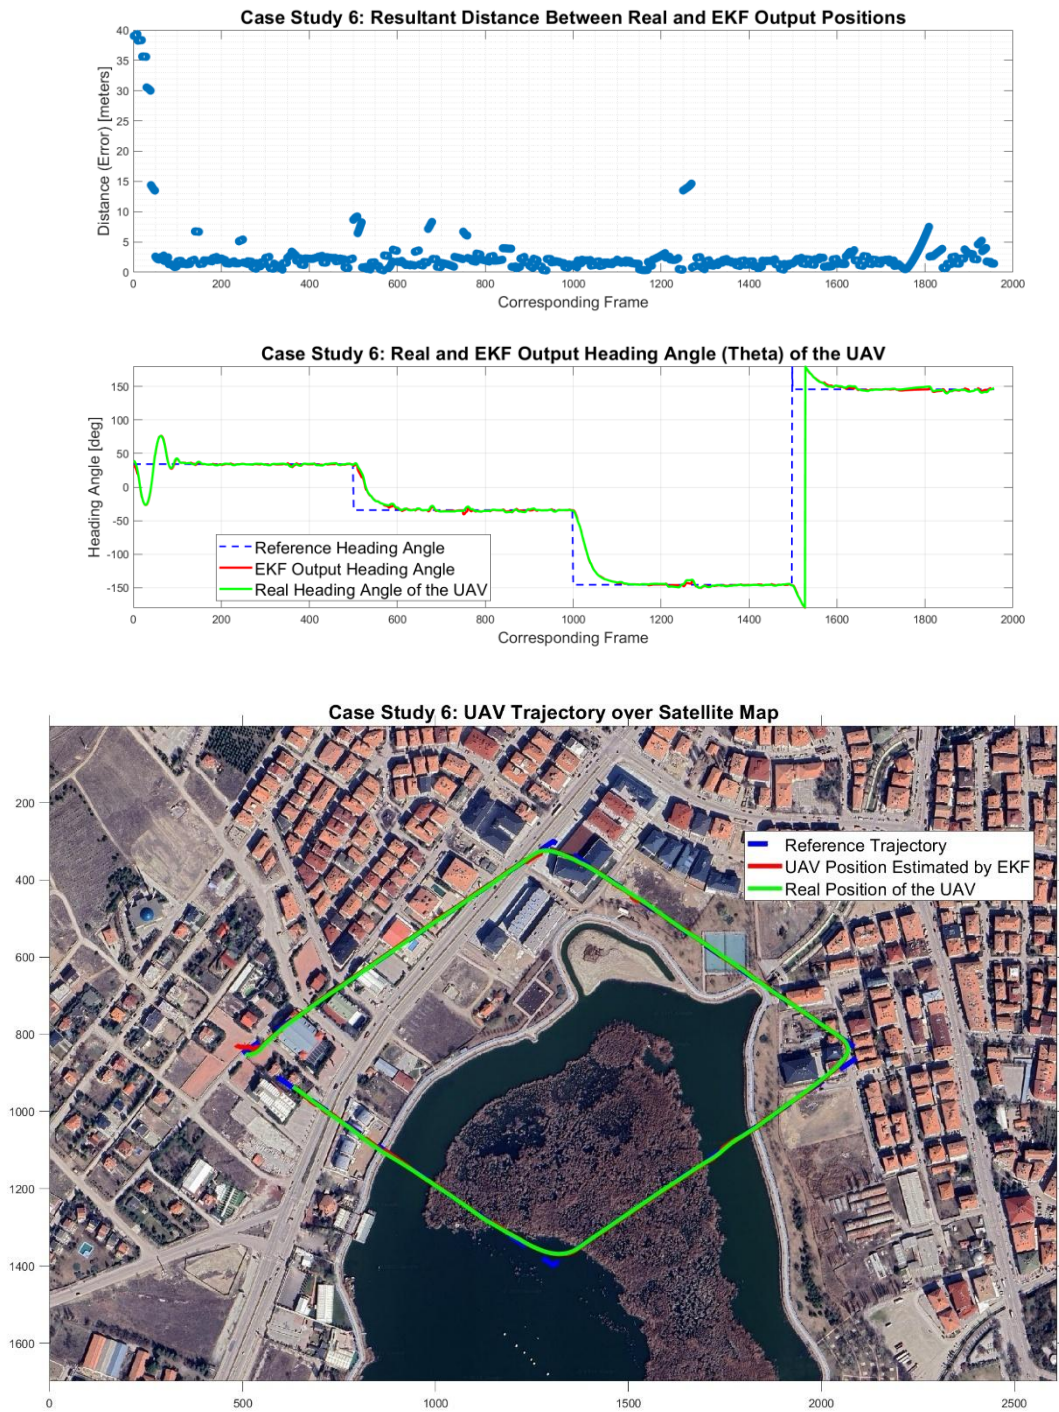 Case Study 6: Resultant Distance Between Real and EKF Output Positions
40
35
30
25
20
15
10
5
0
Distance (Error) [meters]
0 200 400 600 800 1000 1200 1400 1600 1800 2000
Corresponding Frame
Case Study 6: Real and EKF Output Heading Angle (Theta) of the UAV
150
100
50
0
-50
-100
-150
Heading Angle [deg]
Reference Heading Angle
EKF Output Heading Angle
Real Heading Angle of the UAV
0 200 400 600 800 1000 1200 1400 1600 1800 2000
Corresponding Frame
Case Study 6: UAV Trajectory over Satellite Map
200
400
600
800
1000
1200
1400
1600
Reference Trajectory
UAV Position Estimated by EKF
Real Position of the UAV
0 500 1000 1500 2000 2500